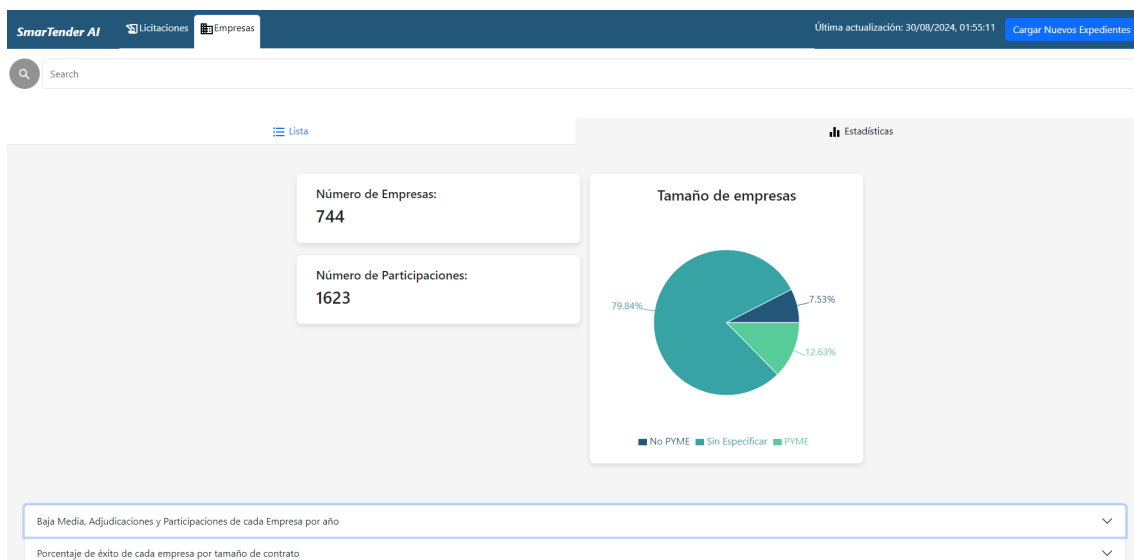 SmarTender AI
Licitaciones
Empresas
Última actualización: 30/08/2024, 01:55:11
Cargar Nuevos Expedientes
Search
Lista
Estadísticas
Número de Empresas:
744
Número de Participaciones:
1623
Tamaño de empresas
79.84%
7.53%
12.63%
No PYME
Sin Especificar
PYME
Baja Media, Adjudicaciones y Participaciones de cada Empresa por año
Porcentaje de éxito de cada empresa por tamaño de contrato